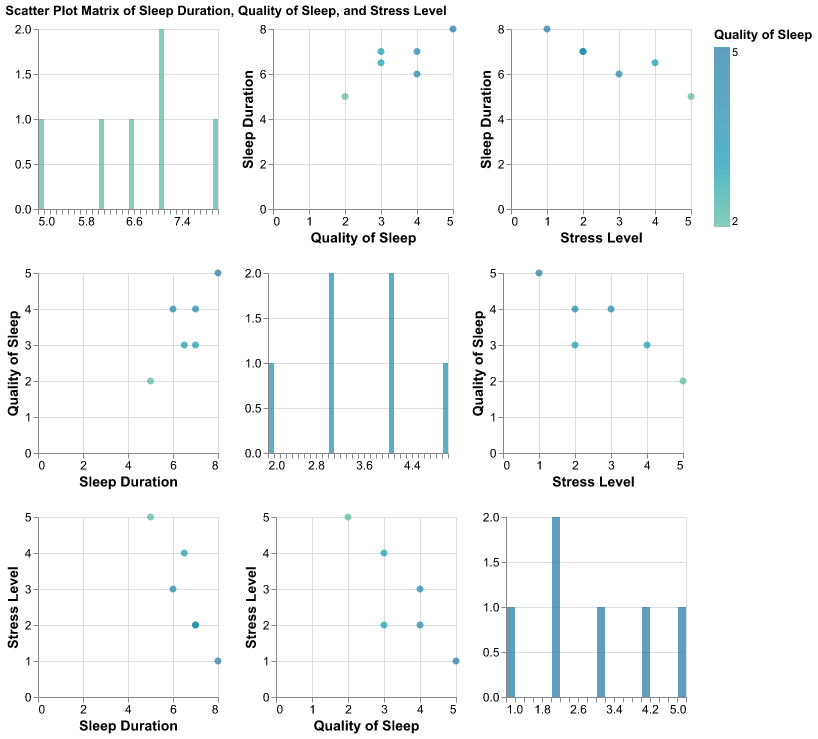 Scatter Plot Matrix of Sleep Duration, Quality of Sleep, and Stress Level
2.0
1.5
1.0
0.5
0.0
5.0 5.8 6.6 7.4
Sleep Duration
8
6
4
2
0
0 1 2 3 4 5
Quality of Sleep
Sleep Duration
8
6
4
2
0
0 1 2 3 4 5
Stress Level
Quality of Sleep
5
2
Quality of Sleep
5
4
3
2
1
0
0 2 4 6 8
Sleep Duration
2.0
1.5
1.0
0.5
0.0
2.0 2.8 3.6 4.4
Quality of Sleep
5
4
3
2
1
0
0 1 2 3 4 5
Stress Level
Stress Level
5
4
3
2
1
0
0 2 4 6 8
Sleep Duration
Stress Level
5
4
3
2
1
0
0 1 2 3 4 5
Quality of Sleep
2.0
1.5
1.0
0.5
0.0
1.0 1.8 2.6 3.4 4.2 5.0